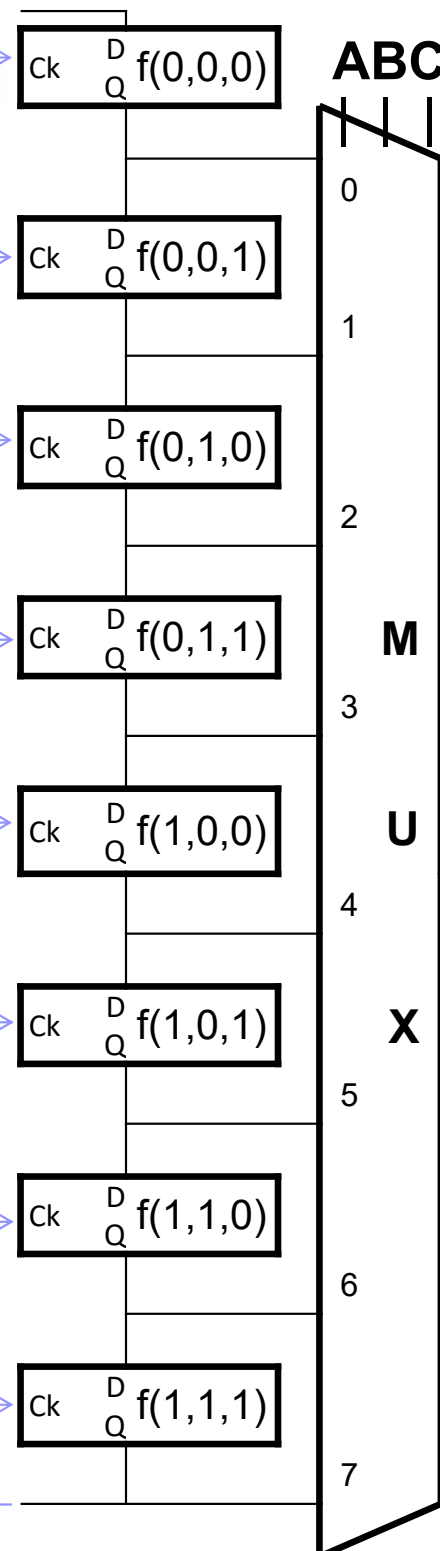 D
Ck f(0,0,0)
Q
ABC
0
D
Ck f(0,0,1)
Q
1
D
Ck f(0,1,0)
Q
2
D
Ck f(0,1,1)
Q
M
3
D
Ck f(1,0,0)
Q
U
4
D
Ck f(1,0,1)
Q
X
5
D
Ck f(1,1,0)
Q
6
D
Ck f(1,1,1)
Q
7